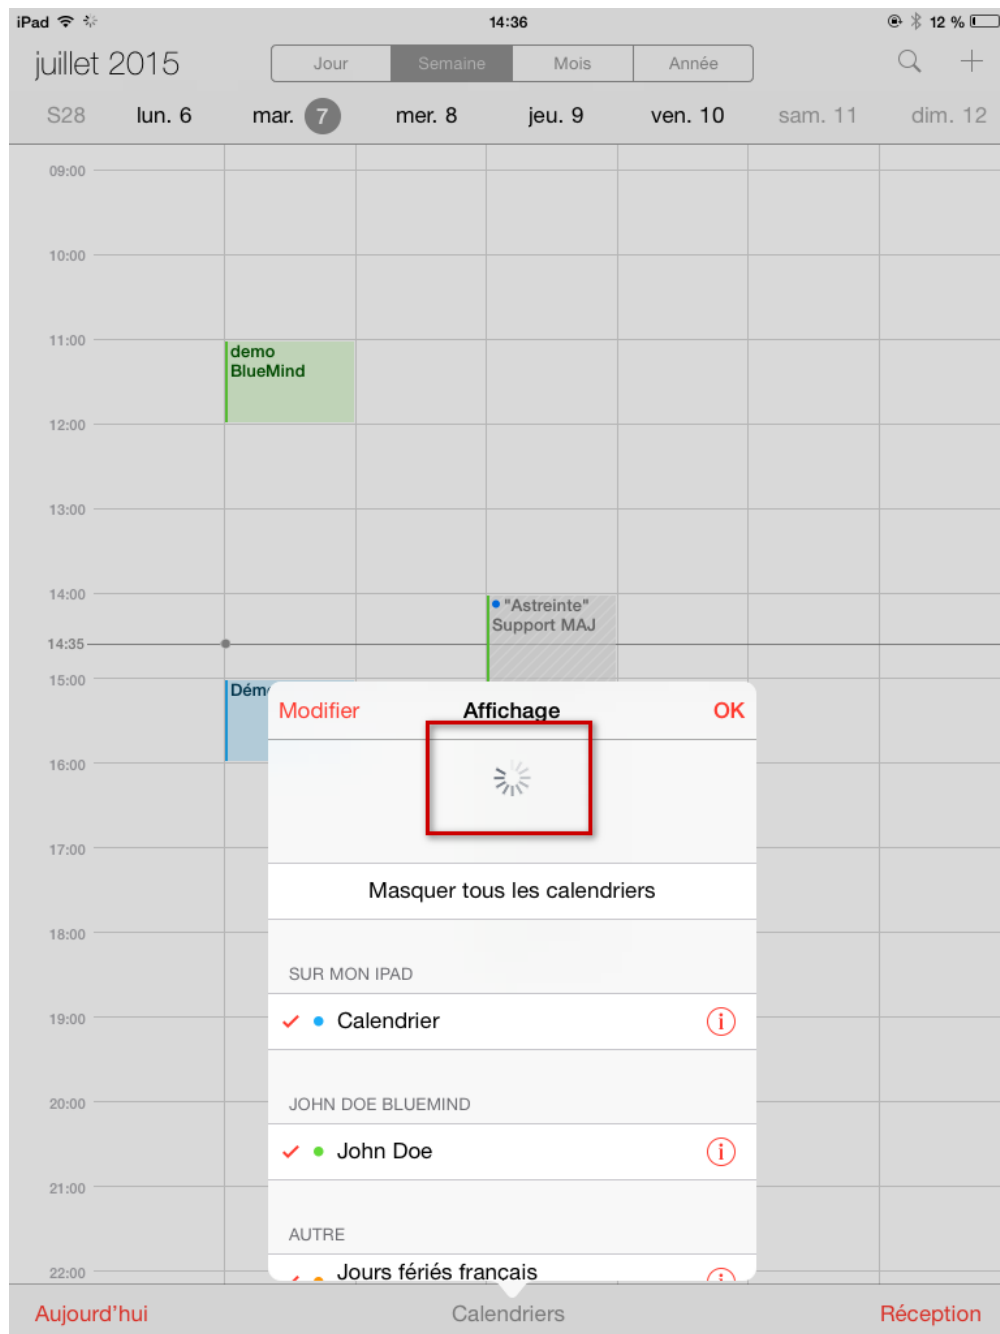 iPad 14:36 12 %
juillet 2015 Jour Semaine Mois Année
S28 lun. 6 mar. 7 mer. 8 jeu. 9 ven. 10 sam. 11 dim. 12
09:00
10:00
11:00
demo
BlueMind
12:00
13:00
14:00
"Astreinte"
Support MAJ
14:35
15:00
Modifier Affichage OK
16:00
17:00
Masquer tous les calendriers
18:00
SUR MON IPAD
19:00
Calendrier
20:00
JOHN DOE BLUEMIND
John Doe
21:00
AUTRE
22:00
Jours fériés français
Aujourd'hui Calendriers Réception